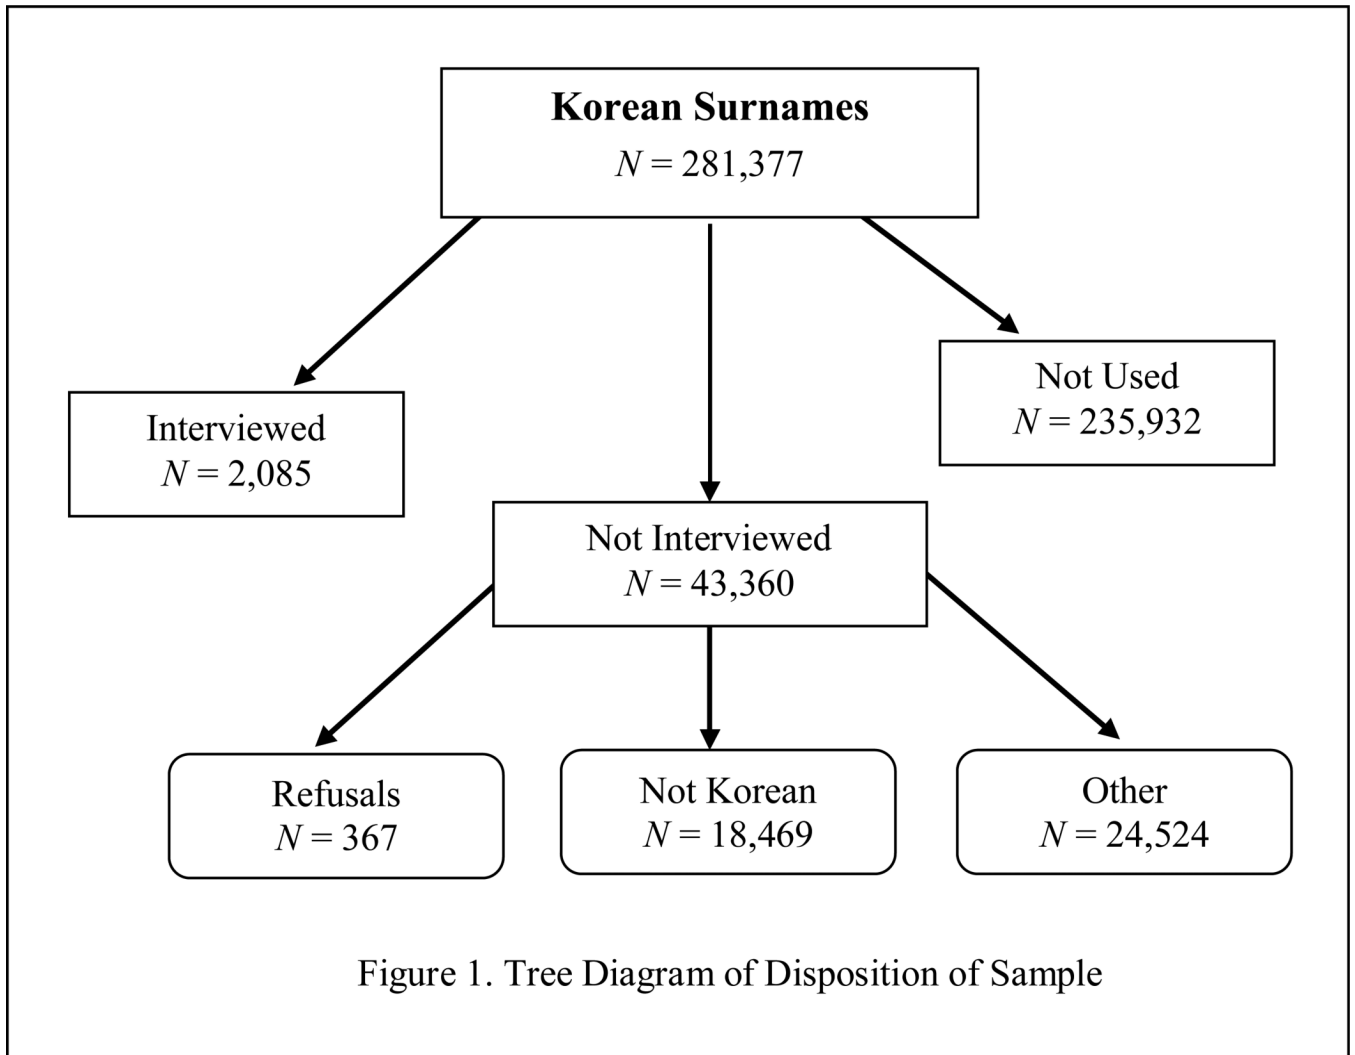 Korean Surnames
N = 281,377
Not Used
N = 235,932
Interviewed
N = 2,085
Not Interviewed
N = 43,360
Refusals
N = 367
Not Korean
N = 18,469
Other
N = 24,524
Figure 1. Tree Diagram of Disposition of Sample